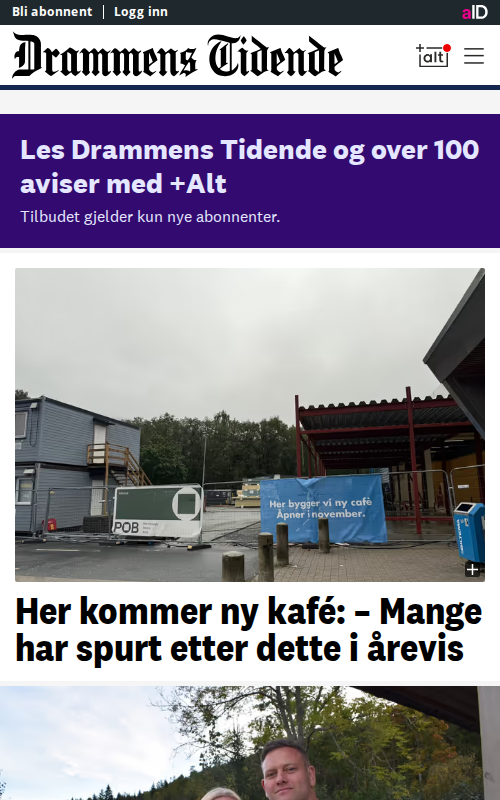 Bli abonnent | Logg inn
aID
Drammens Tidende
+alt
Les Drammens Tidende og over 100
aviser med +Alt
Tilbudet gjelder kun nye abonnenter.
Her bygger vi ny café
Åpner i november.
POB
Her kommer ny kafé: – Mange
har spurt etter dette i årevis